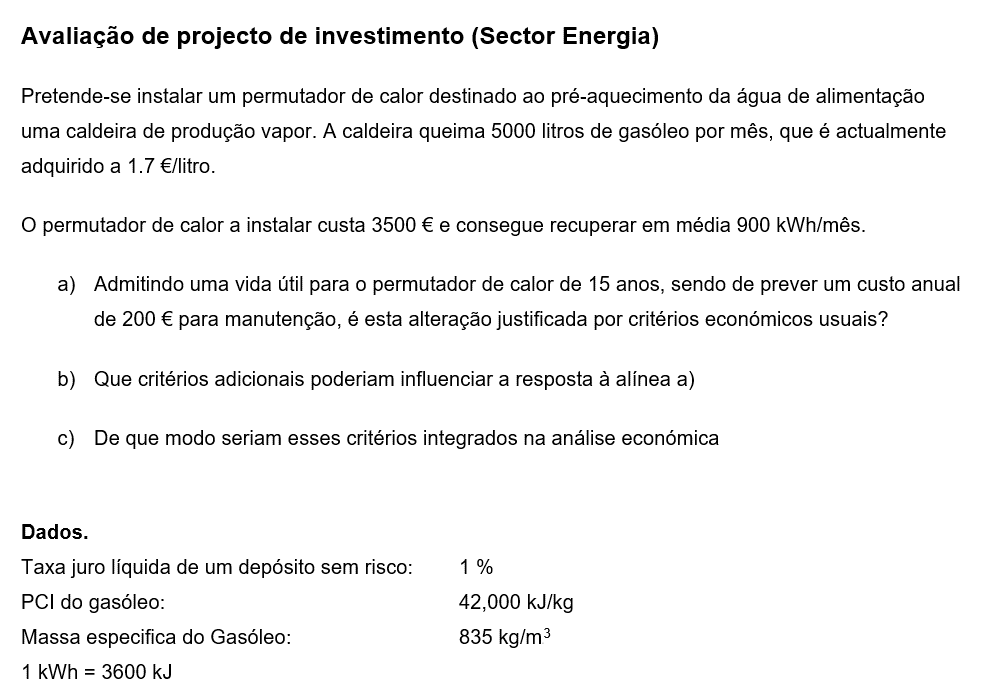 Avaliação de projecto de investimento (Sector Energia)
Pretende-se instalar um permutador de calor destinado ao pré-aquecimento da água de alimentação
uma caldeira de produção vapor. A caldeira queima 5000 litros de gasóleo por mês, que é actualmente
adquirido a 1.7 €/litro.
O permutador de calor a instalar custa 3500 € e consegue recuperar em média 900 kWh/mês.
a) Admitindo uma vida útil para o permutador de calor de 15 anos, sendo de prever um custo anual
de 200 € para manutenção, é esta alteração justificada por critérios económicos usuais?
b) Que critérios adicionais poderiam influenciar a resposta à alínea a)
c) De que modo seriam esses critérios integrados na análise económica
Dados.
Taxa juro líquida de um depósito sem risco: 1 %
PCI do gasóleo: 42,000 kJ/kg
Massa especifica do Gasóleo: 835 kg/m³
1 kWh = 3600 kJ